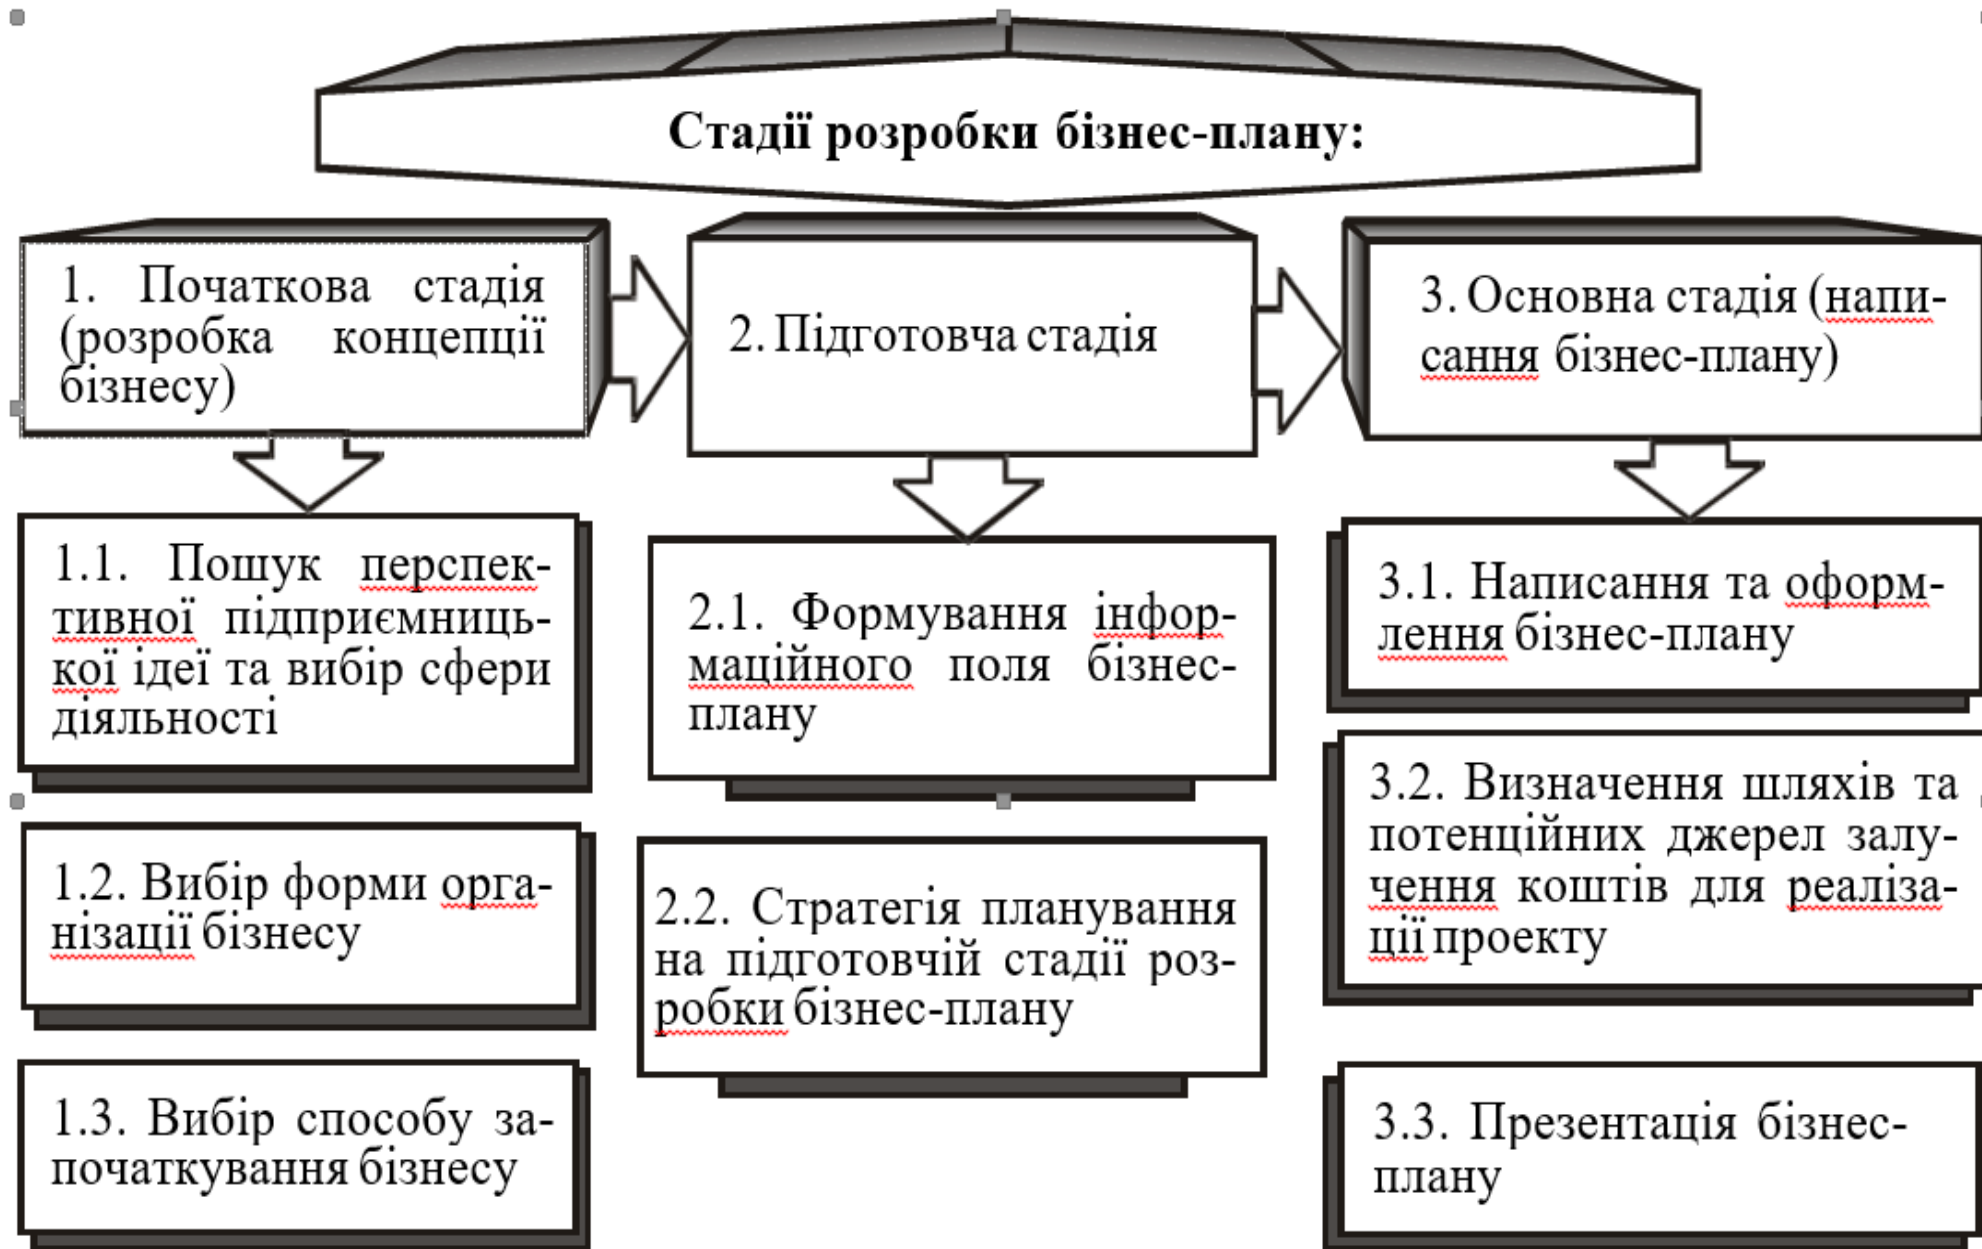 Стадії розробки бізнес-плану:
1. Початкова стадія
(розробка концепції
бізнесу)
2. Підготовча стадія
3. Основна стадія (напи-
сання бізнес-плану)
1.1. Пошук перспек-
тивної підприємниць-
кої ідеї та вибір сфери
діяльності
1.2. Вибір форми орга-
нізації бізнесу
1.3. Вибір способу за-
початкування бізнесу
2.1. Формування інфор-
маційного поля бізнес-
плану
2.2. Стратегія планування
на підготовчій стадії роз-
робки бізнес-плану
3.1. Написання та оформ-
лення бізнес-плану
3.2. Визначення шляхів та
потенційних джерел залу-
чення коштів для реаліза-
ції проекту
3.3. Презентація бізнес-
плану